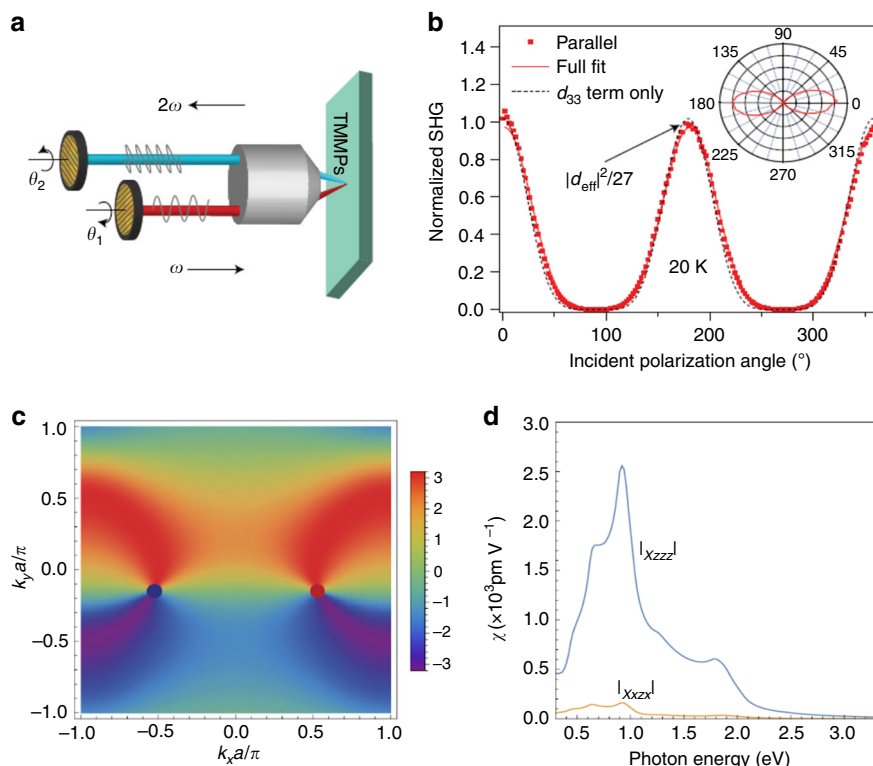 a
2ω
TMMPs
θ2
θ1
ω
b
Parallel
Full fit
d33 term only
|deff|²/27
20 K
90
135
45
180
0
225
315
270
Normalized SHG
1.4
1.2
1.0
0.8
0.6
0.4
0.2
0.0
0
100
200
300
Incident polarization angle (°)
c
kya/π
1.0
0.5
0.0
−0.5
−1.0
−1.0
−0.5
0.0
0.5
1.0
kxa/π
3
2
1
0
−1
−2
−3
d
χ (×10³pm V⁻¹)
3.0
2.5
2.0
1.5
1.0
0.5
0.0
|χzzz|
|χxzx|
0.5
1.0
1.5
2.0
2.5
3.0
Photon energy (eV)